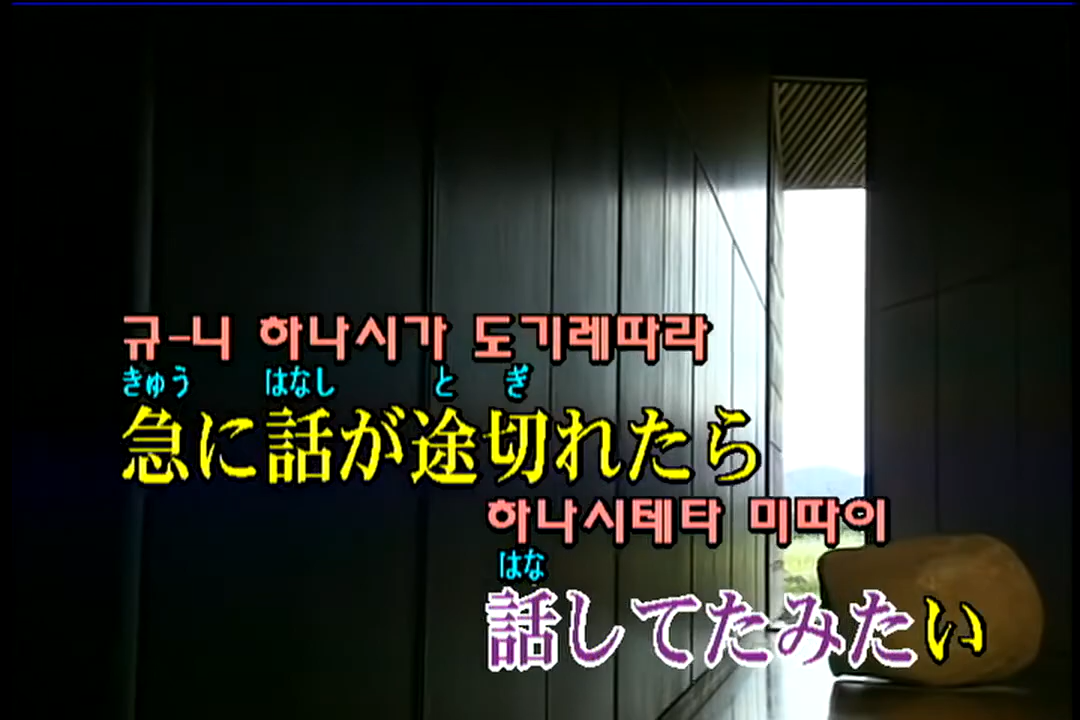 규-니 하나시가 도기레따라
きゅう はなし と ぎ
急に話が途切れたら
하나시테타 미따이
はな
話してたみたい